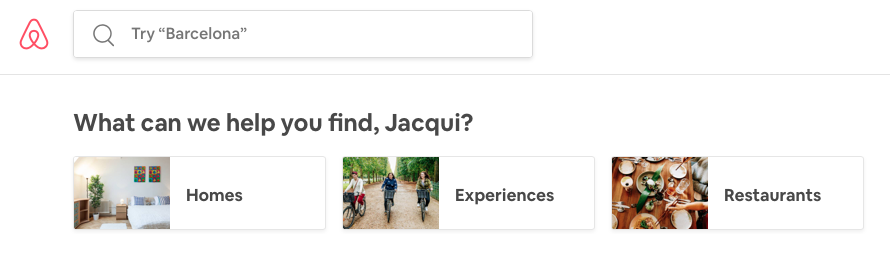 Try “Barcelona”
What can we help you find, Jacqui?
Homes
Experiences
Restaurants